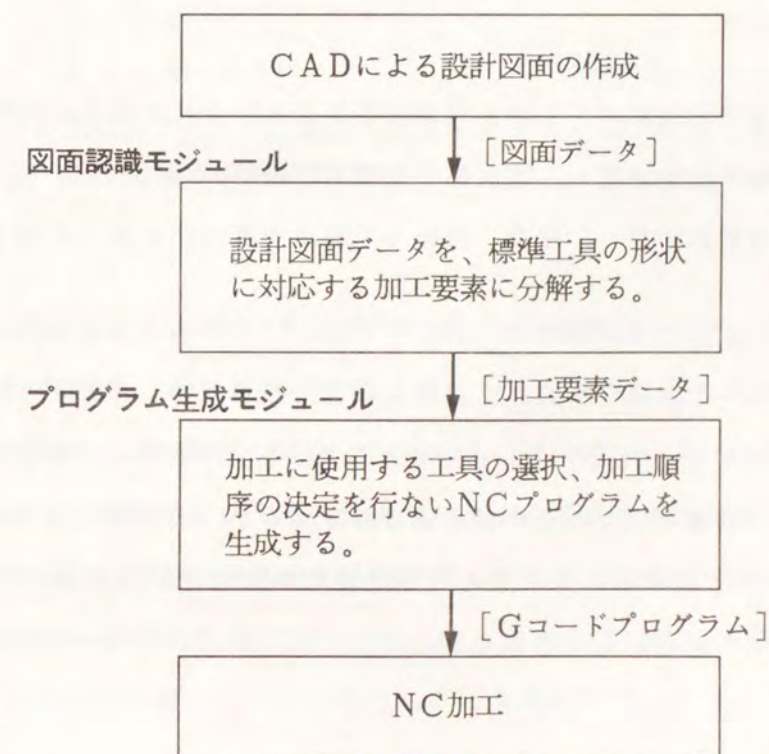 CADによる設計図面の作成
[図面データ]
図面認識モジュール
設計図面データを、標準工具の形状
に対応する加工要素に分解する。
[加工要素データ]
プログラム生成モジュール
加工に使用する工具の選択、加工順
序の決定を行ないNCプログラムを
生成する。
[Gコードプログラム]
NC加工